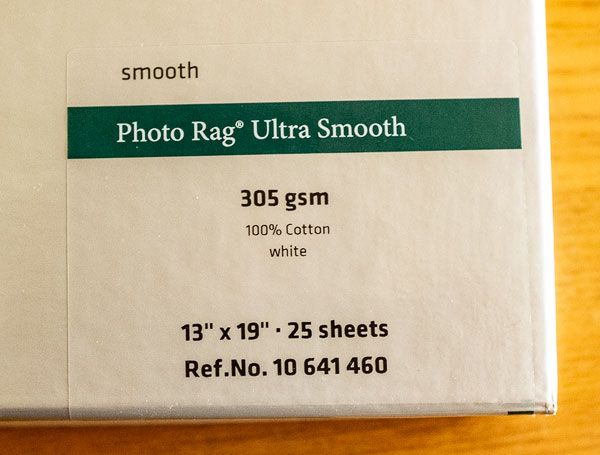 smooth
Photo Rag® Ultra Smooth
305 gsm
100% Cotton
white
13" x 19" · 25 sheets
Ref.No. 10 641 460